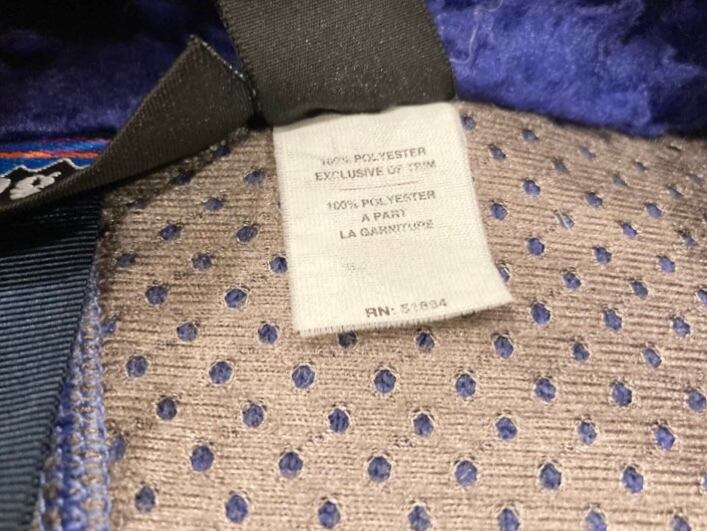 100% POLYESTER
EXCLUSIVE OF TRIM
100% POLYESTER
A PART
LA GARNITURE
RN: 51884